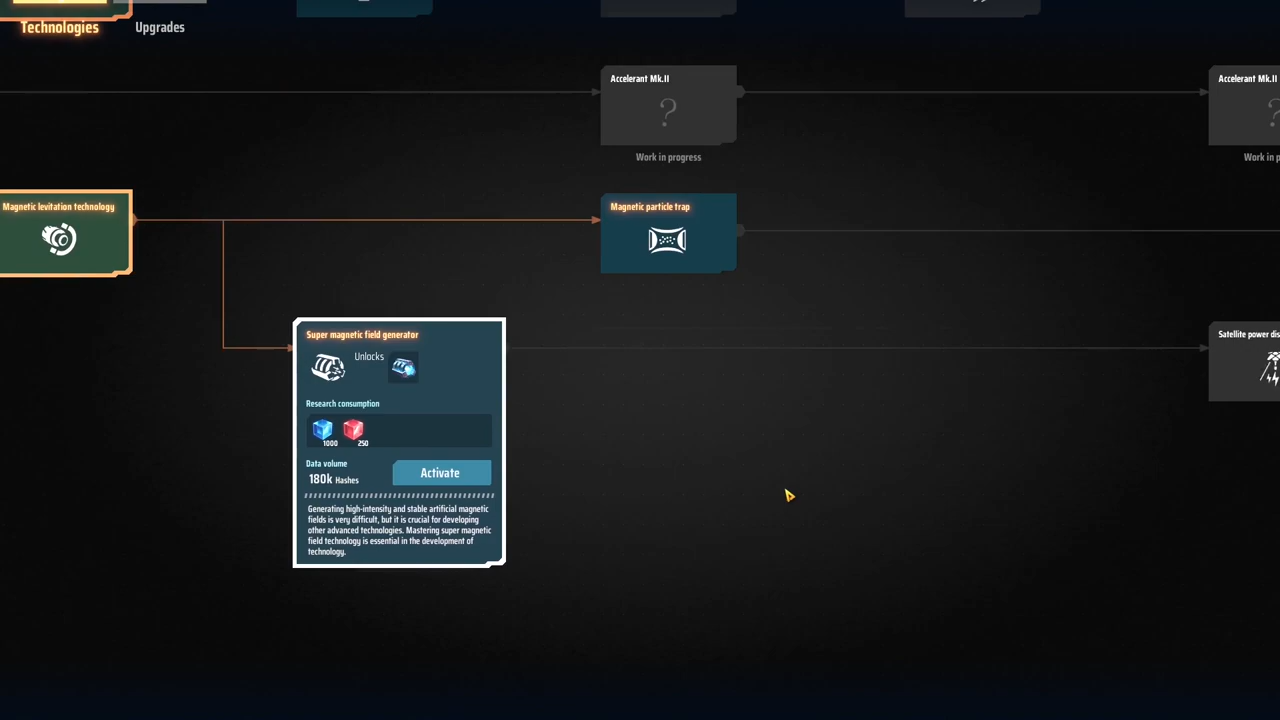 Technologies
Upgrades
Accelerant Mk.II
?
Work in progress
Accelerant Mk.II
?
Work in p
Magnetic levitation technology
Magnetic particle trap
Super magnetic field generator
Unlocks
Research consumption
1000
250
Data volume
180k Hashes
Activate
Generating high-intensity and stable artificial magnetic
fields is very difficult, but it is crucial for developing
other advanced technologies. Mastering super magnetic
field technology is essential in the development of
technology.
Satellite power dis